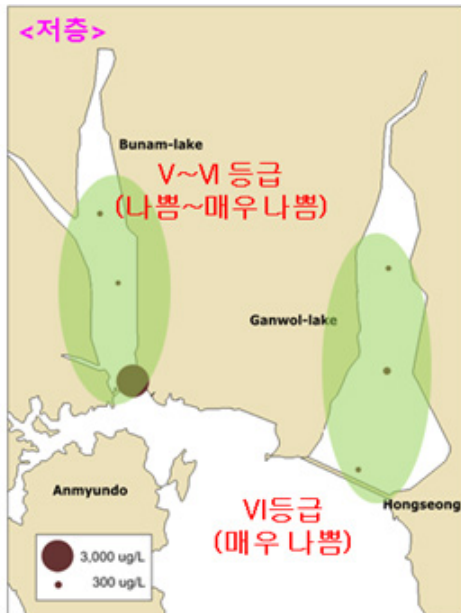 <저층>
Bunam-lake
V~VI 등급
(나쁨~매우 나쁨)
Ganwol-lake
Anmyundo
VI등급
(매우 나쁨)
Hongseong
3,000 ug/L
300 ug/L